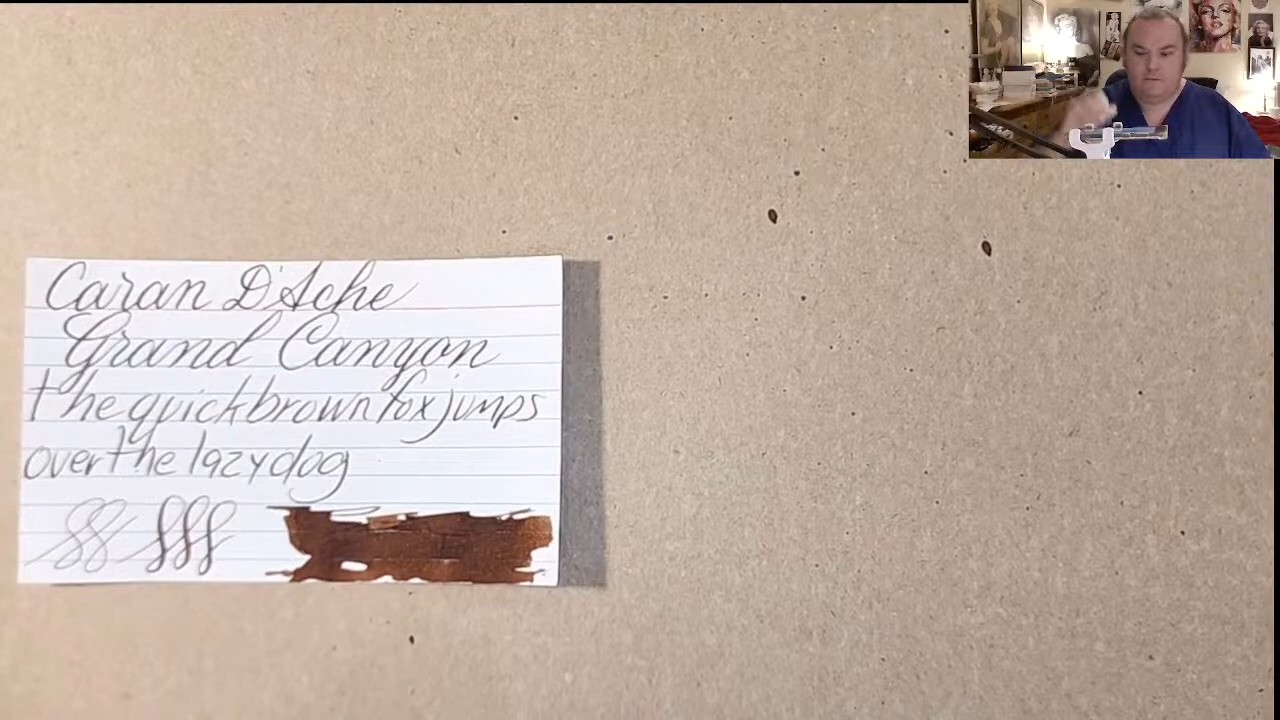 Caran D'Ache
Grand Canyon
the quick brown fox jumps
over the lazy dog